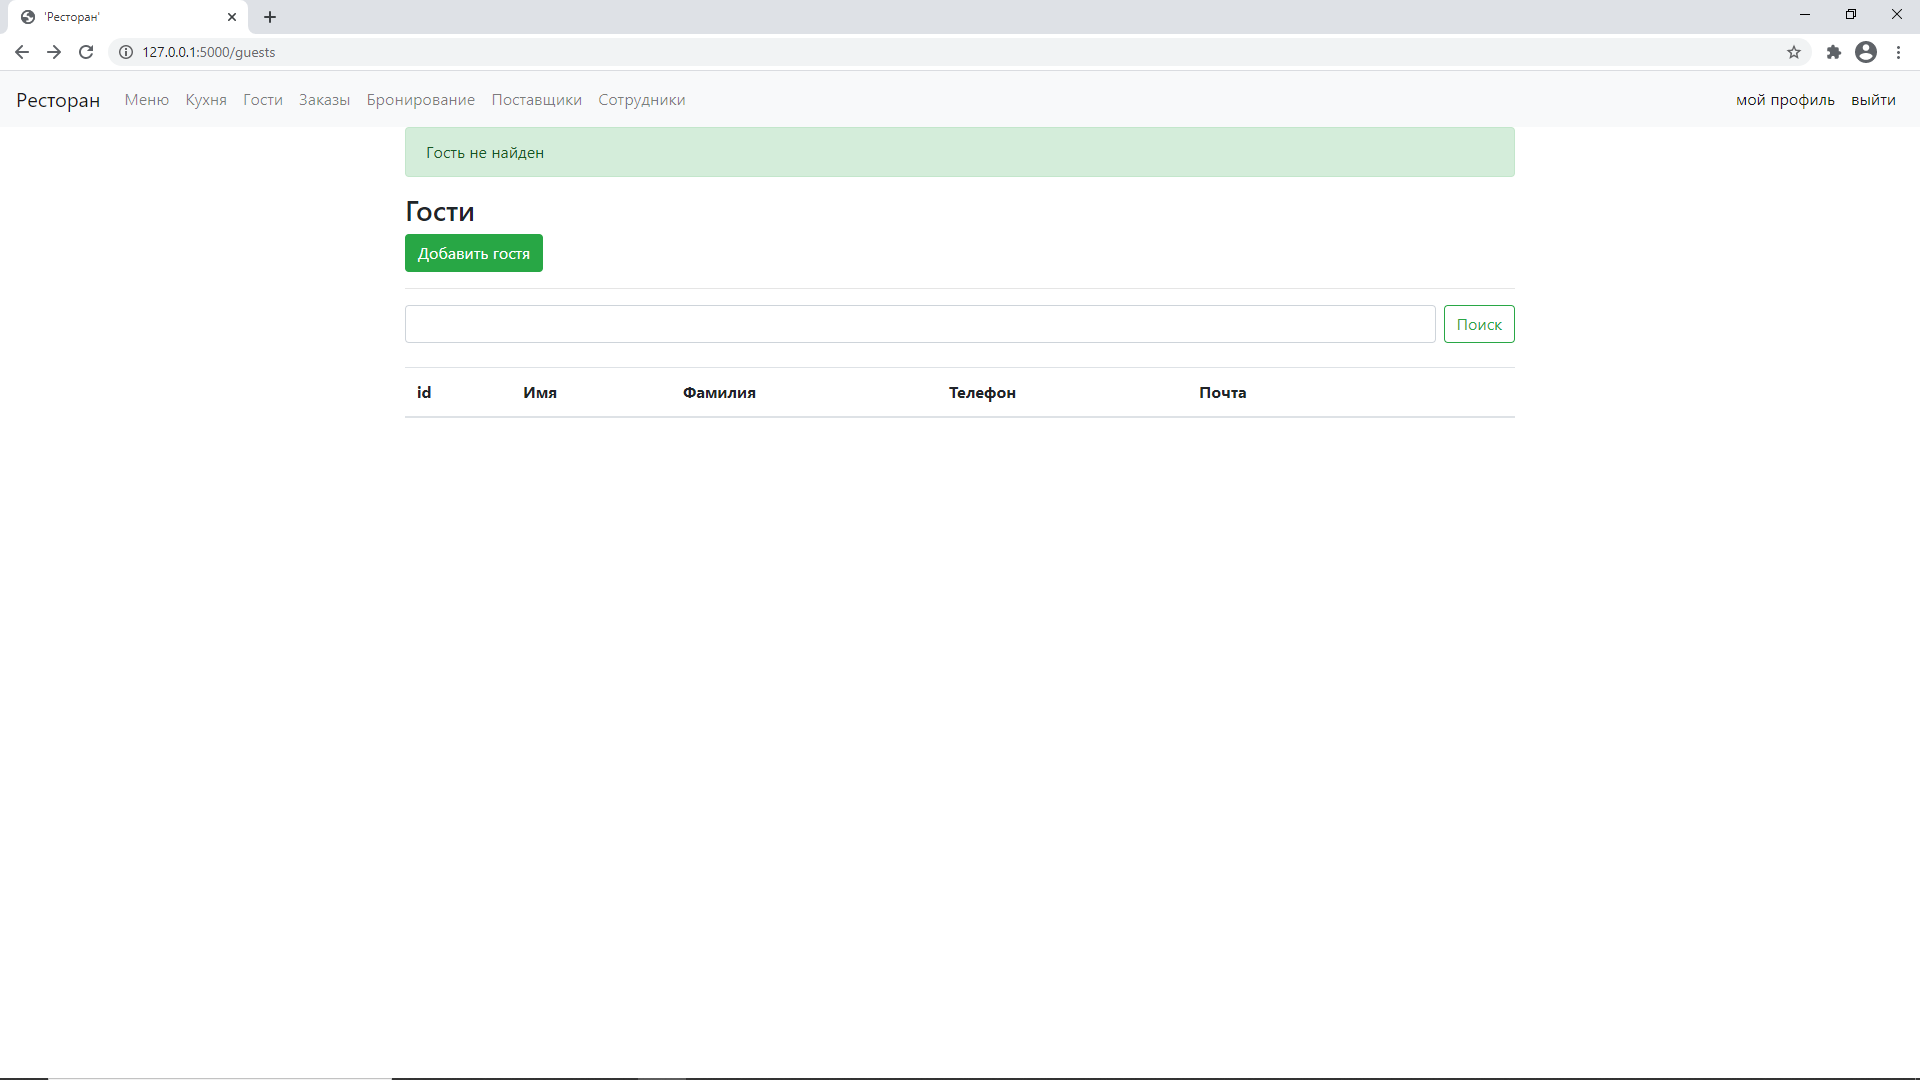 'Ресторан'
127.0.0.1:5000/guests
Ресторан Меню Кухня Гости Заказы Бронирование Поставщики Сотрудники мой профиль выйти
Гость не найден
Гости
Добавить гостя
Поиск
id Имя Фамилия Телефон Почта